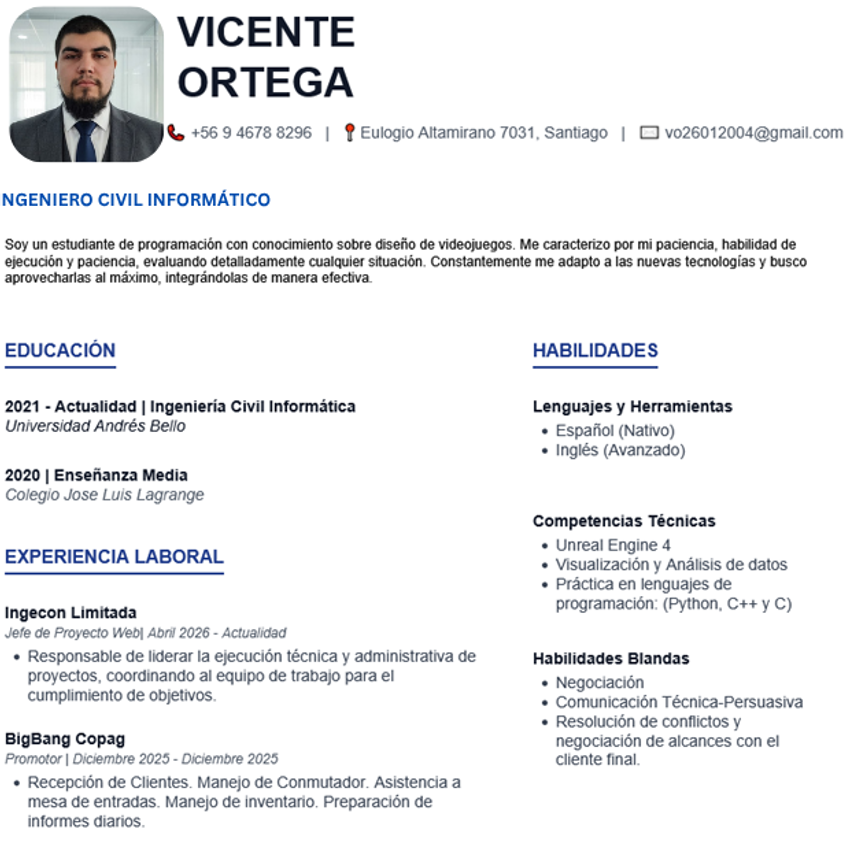 VICENTE
ORTEGA
+56 9 4678 8296 | Eulogio Altamirano 7031, Santiago | vo26012004@gmail.com
NGENIERO CIVIL INFORMÁTICO
Soy un estudiante de programación con conocimiento sobre diseño de videojuegos. Me caracterizo por mi paciencia, habilidad de
ejecución y paciencia, evaluando detalladamente cualquier situación. Constantemente me adapto a las nuevas tecnologías y busco
aprovecharlas al máximo, integrándolas de manera efectiva.
EDUCACIÓN
2021 - Actualidad | Ingeniería Civil Informática
Universidad Andrés Bello
2020 | Enseñanza Media
Colegio Jose Luis Lagrange
EXPERIENCIA LABORAL
Ingecon Limitada
Jefe de Proyecto Web| Abril 2026 - Actualidad
• Responsable de liderar la ejecución técnica y administrativa de
proyectos, coordinando al equipo de trabajo para el
cumplimiento de objetivos.
BigBang Copag
Promotor | Diciembre 2025 - Diciembre 2025
• Recepción de Clientes. Manejo de Conmutador. Asistencia a
mesa de entradas. Manejo de inventario. Preparación de
informes diarios.
HABILIDADES
Lenguajes y Herramientas
• Español (Nativo)
• Inglés (Avanzado)
Competencias Técnicas
• Unreal Engine 4
• Visualización y Análisis de datos
• Práctica en lenguajes de
programación: (Python, C++ y C)
Habilidades Blandas
• Negociación
• Comunicación Técnica-Persuasiva
• Resolución de conflictos y
negociación de alcances con el
cliente final.